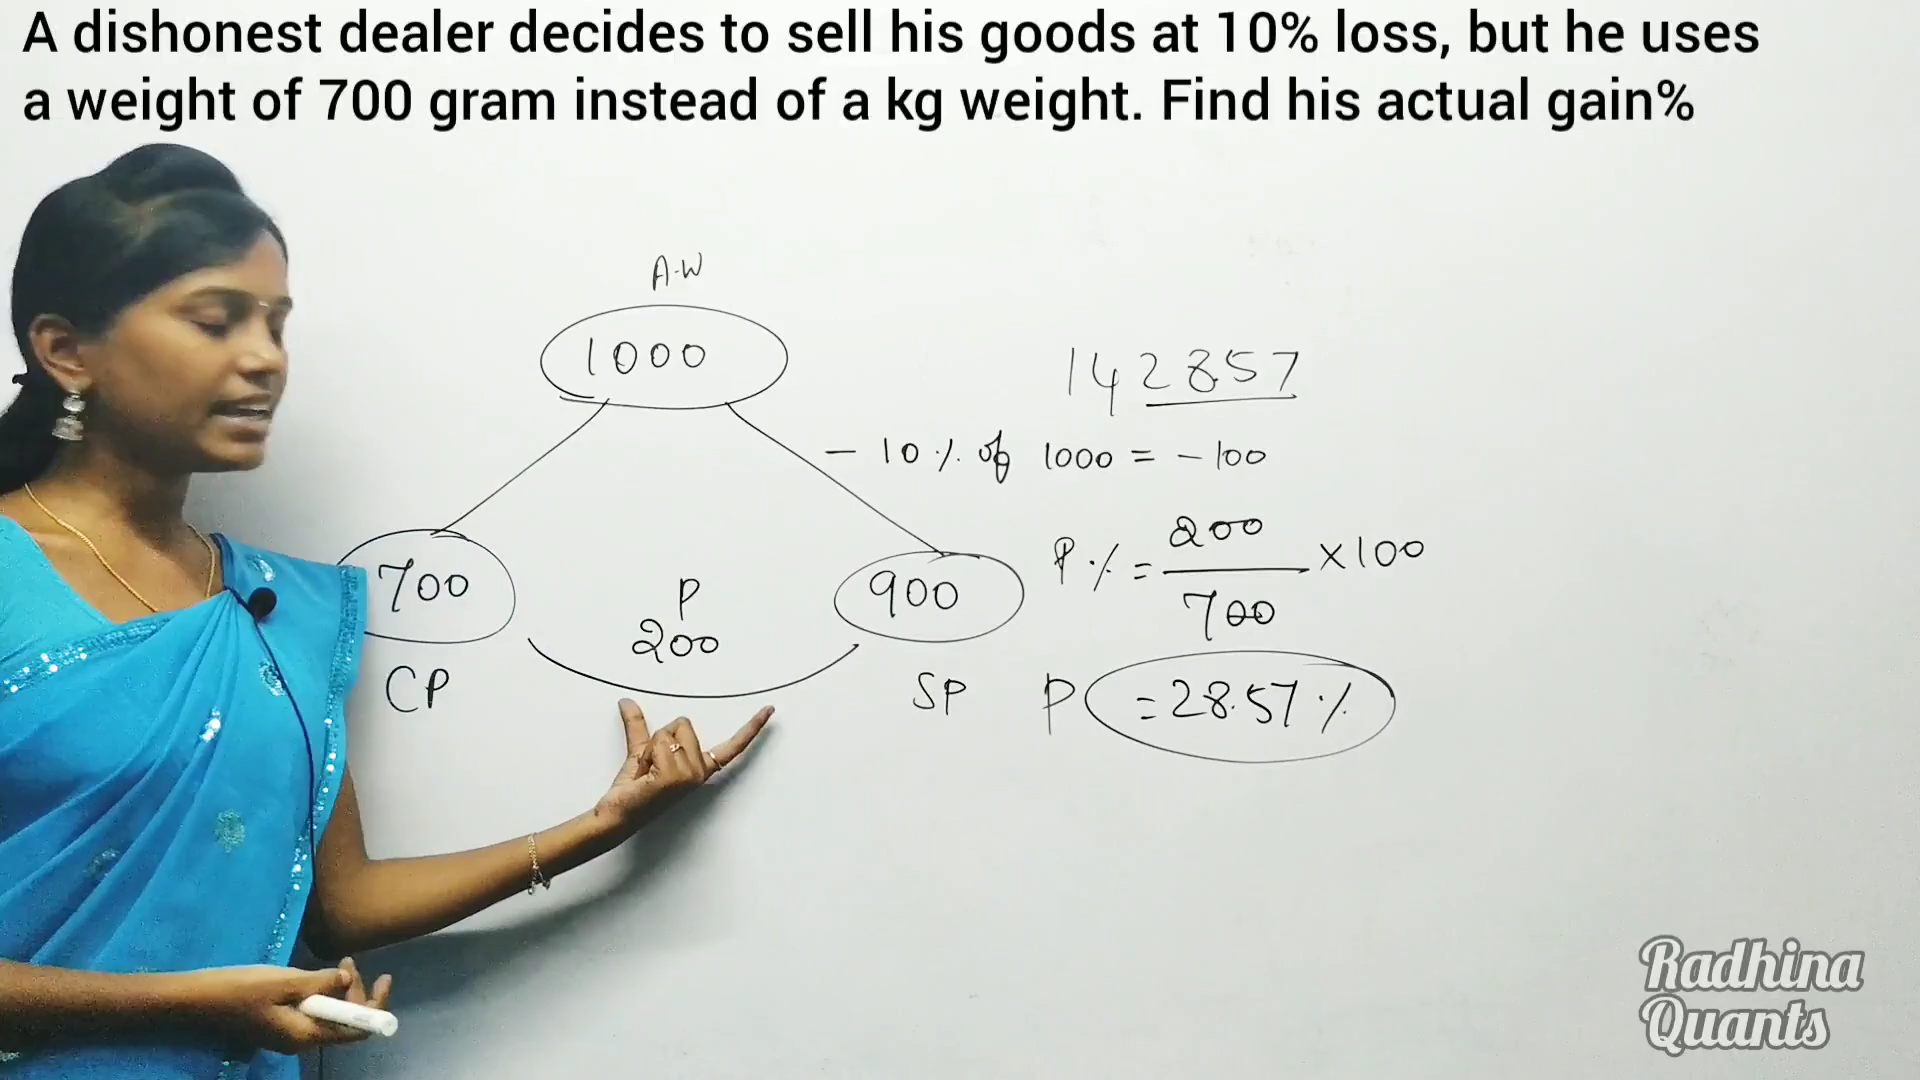 A dishonest dealer decides to sell his goods at 10% loss, but he uses
a weight of 700 gram instead of a kg weight. Find his actual gain%
A.W
1000
142857
- 10% of 1000 = -100
700
CP
P
200
900
SP
P% = 200/700 ×100
P = 28.57%
Radhina
Quants